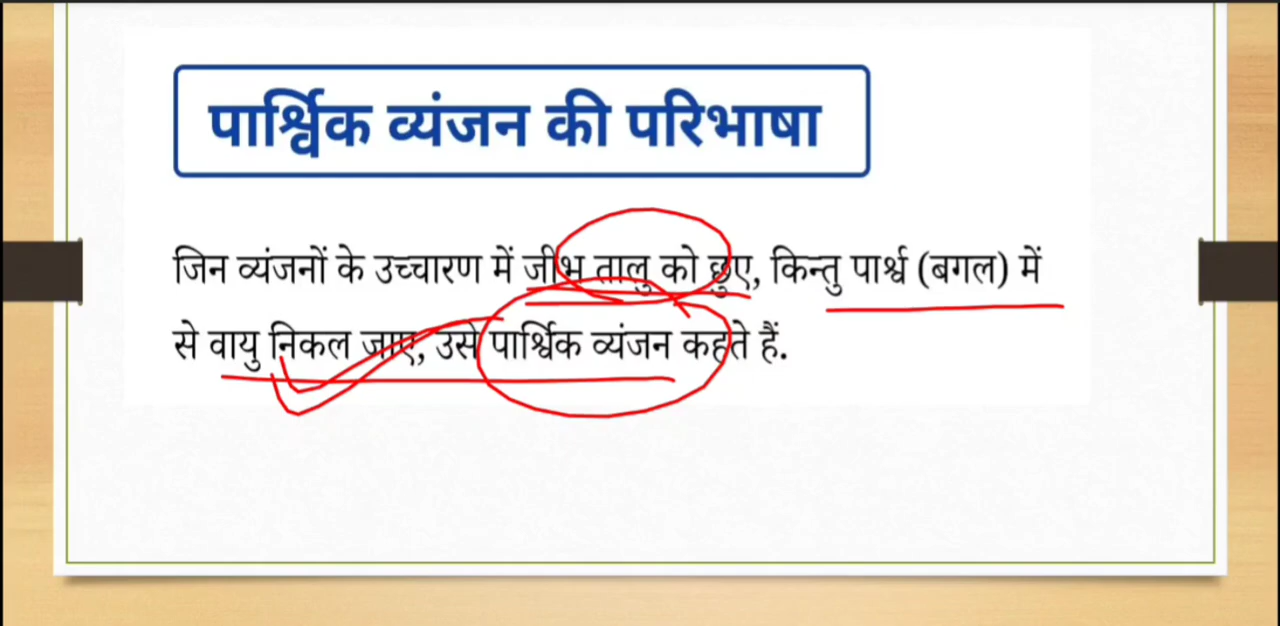 पार्श्विक व्यंजन की परिभाषा
जिन व्यंजनों के उच्चारण में जीभ तालु को छुए, किन्तु पार्श्व (बगल) में
से वायु निकल जाए, उसे पार्श्विक व्यंजन कहते हैं.